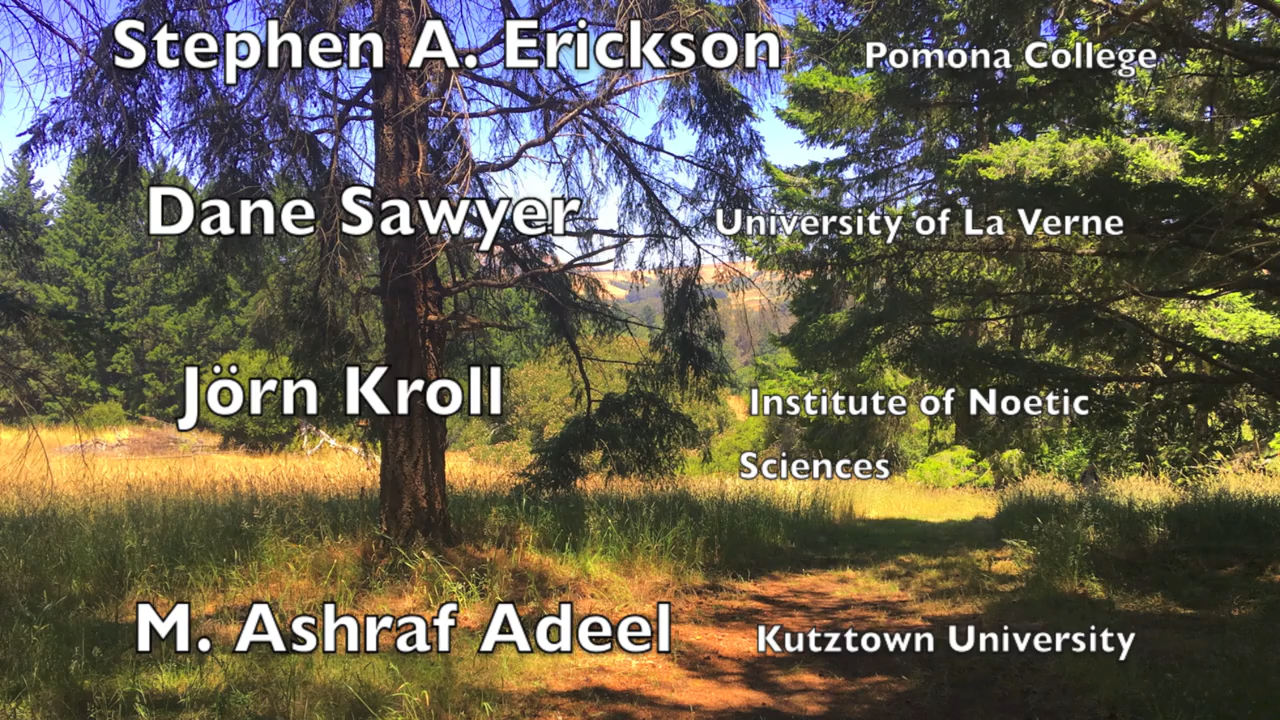 Stephen A. Erickson Pomona College
Dane Sawyer University of La Verne
Jörn Kroll Institute of Noetic
Sciences
M. Ashraf Adeel Kutztown University